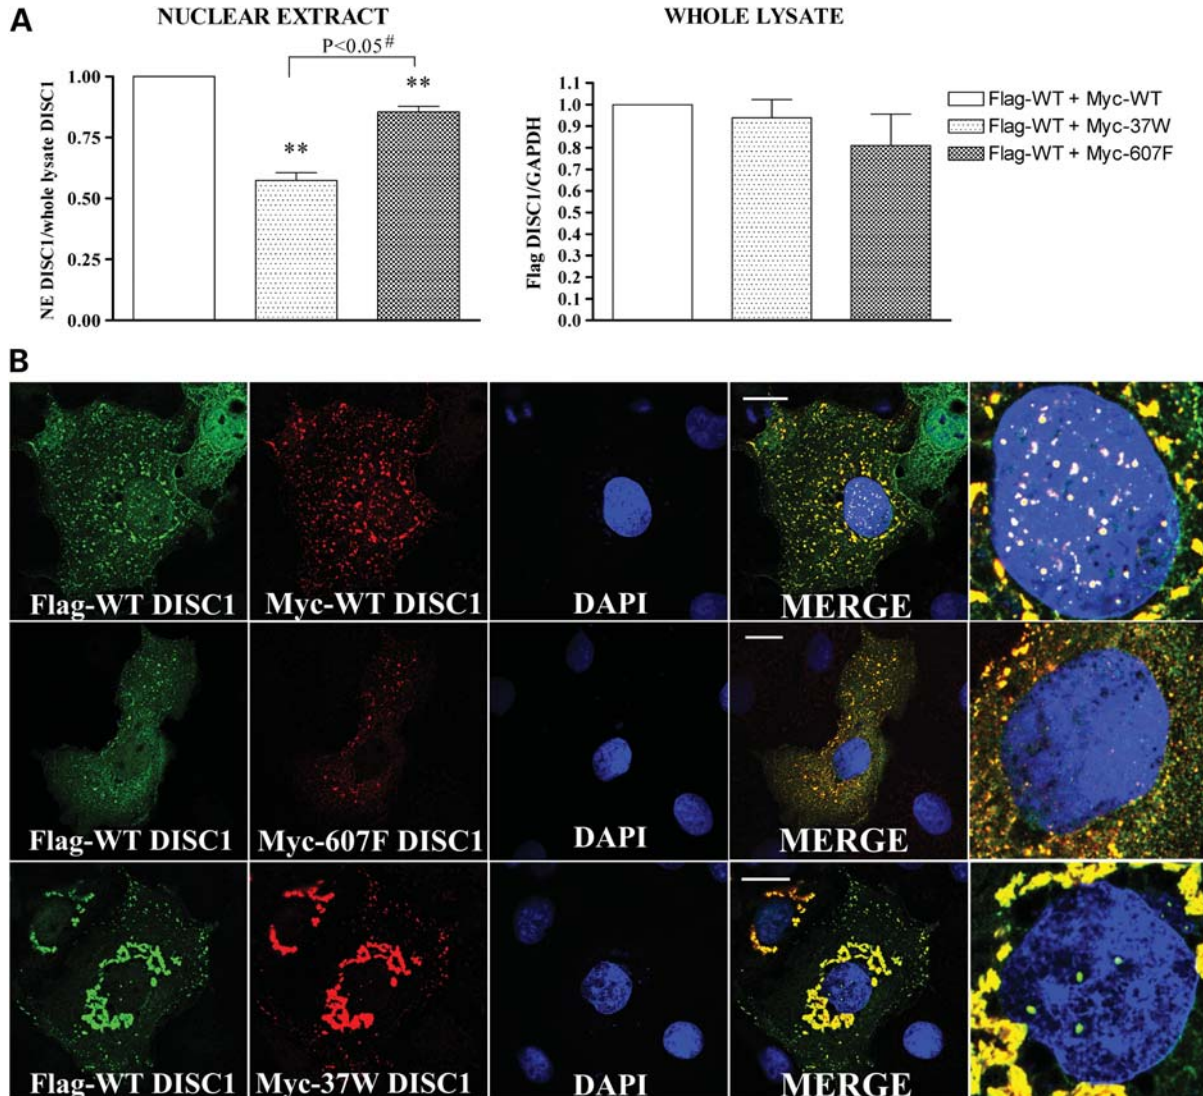 A
NUCLEAR EXTRACT
WHOLE LYSATE
P<0.05#
**
**
NE DISC1/whole lysate DISC1
1.00
0.75
0.50
0.25
0.00
Flag DISC1/GAPDH
1.1
1.0
0.9
0.8
0.7
0.6
0.5
0.4
0.3
0.2
0.1
0.0
Flag-WT + Myc-WT
Flag-WT + Myc-37W
Flag-WT + Myc-607F
B
Flag-WT DISC1 Myc-WT DISC1 DAPI MERGE
Flag-WT DISC1 Myc-607F DISC1 DAPI MERGE
Flag-WT DISC1 Myc-37W DISC1 DAPI MERGE